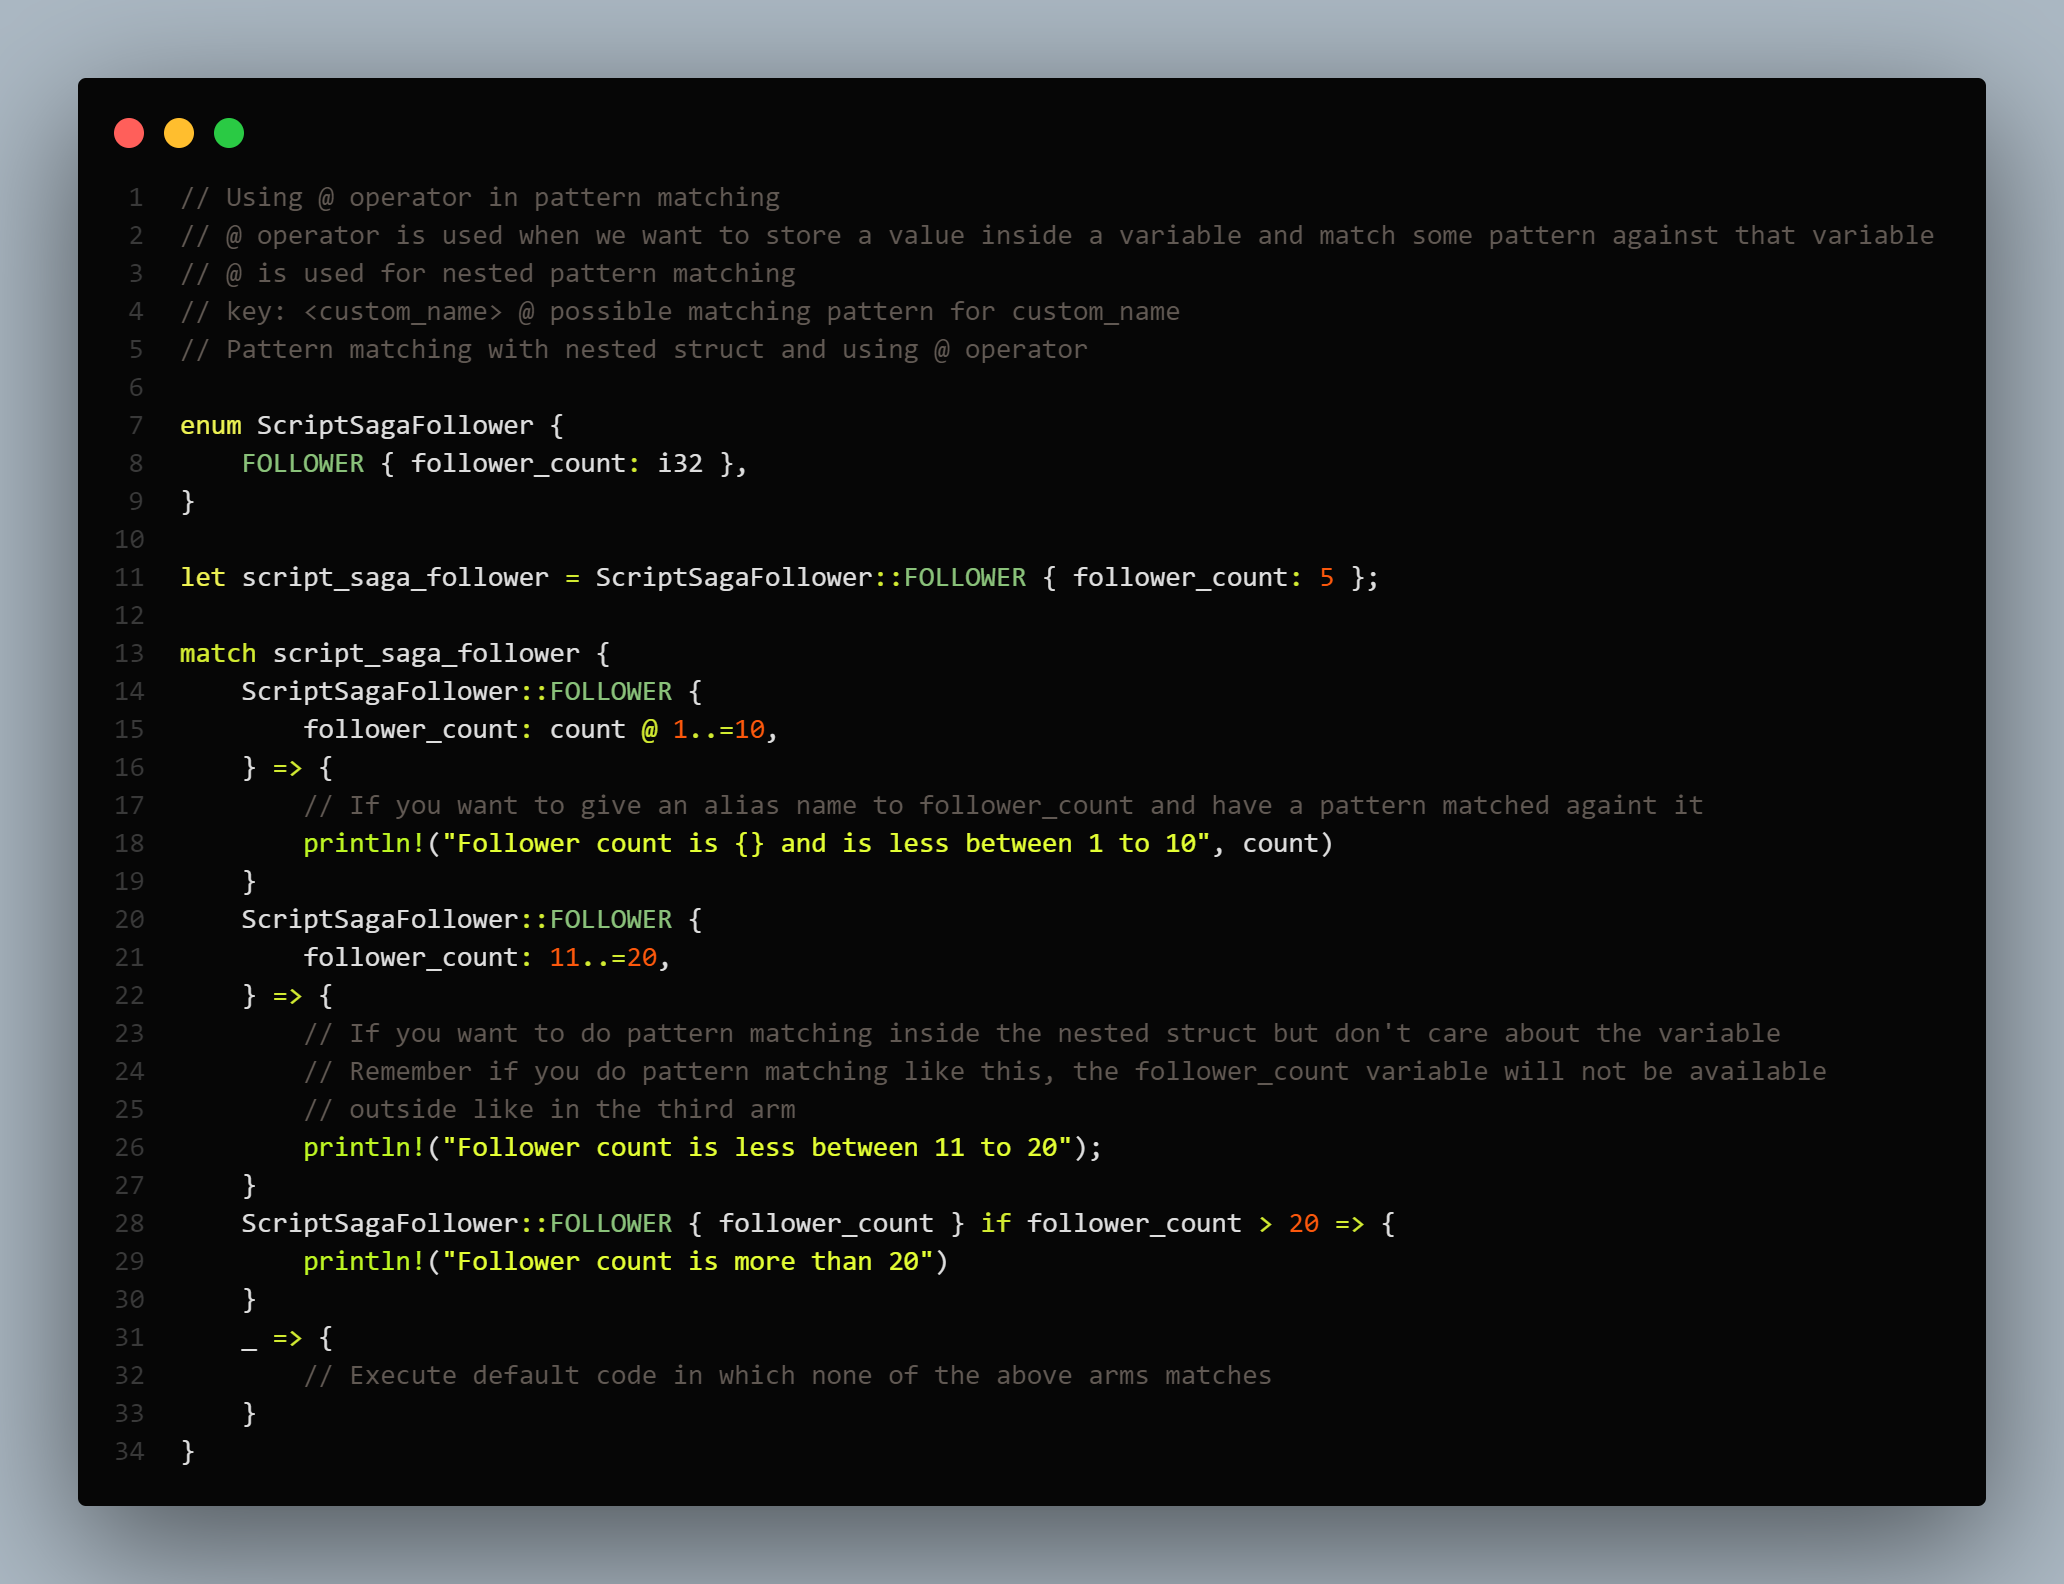 1 // Using @ operator in pattern matching
2 // @ operator is used when we want to store a value inside a variable and match some pattern against that variable
3 // @ is used for nested pattern matching
4 // key: <custom_name> @ possible matching pattern for custom_name
5 // Pattern matching with nested struct and using @ operator
6
7 enum ScriptSagaFollower {
8     FOLLOWER { follower_count: i32 },
9 }
10
11 let script_saga_follower = ScriptSagaFollower::FOLLOWER { follower_count: 5 };
12
13 match script_saga_follower {
14     ScriptSagaFollower::FOLLOWER {
15         follower_count: count @ 1..=10,
16     } => {
17         // If you want to give an alias name to follower_count and have a pattern matched againt it
18         println!("Follower count is {} and is less between 1 to 10", count)
19     }
20     ScriptSagaFollower::FOLLOWER {
21         follower_count: 11..=20,
22     } => {
23         // If you want to do pattern matching inside the nested struct but don't care about the variable
24         // Remember if you do pattern matching like this, the follower_count variable will not be available
25         // outside like in the third arm
26         println!("Follower count is less between 11 to 20");
27     }
28     ScriptSagaFollower::FOLLOWER { follower_count } if follower_count > 20 => {
29         println!("Follower count is more than 20")
30     }
31     _ => {
32         // Execute default code in which none of the above arms matches
33     }
34 }